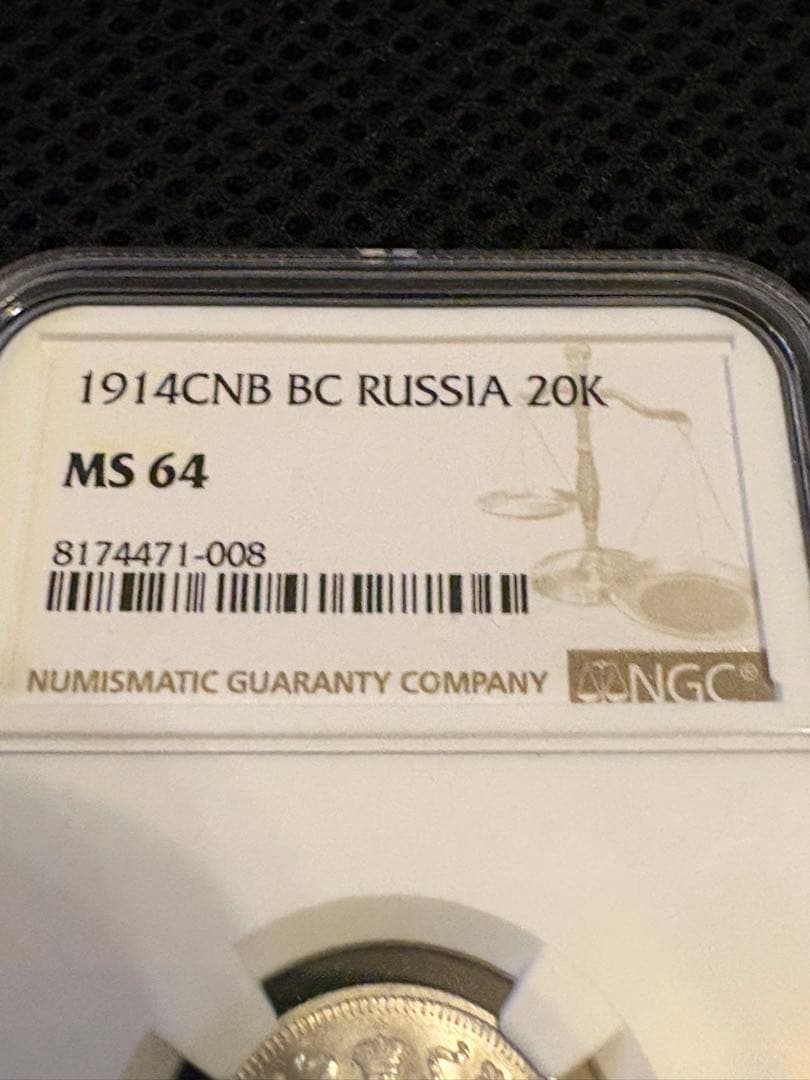 1914CNB BC RUSSIA 20K
MS 64
8174471-008
NUMISMATIC GUARANTY COMPANY NGC®